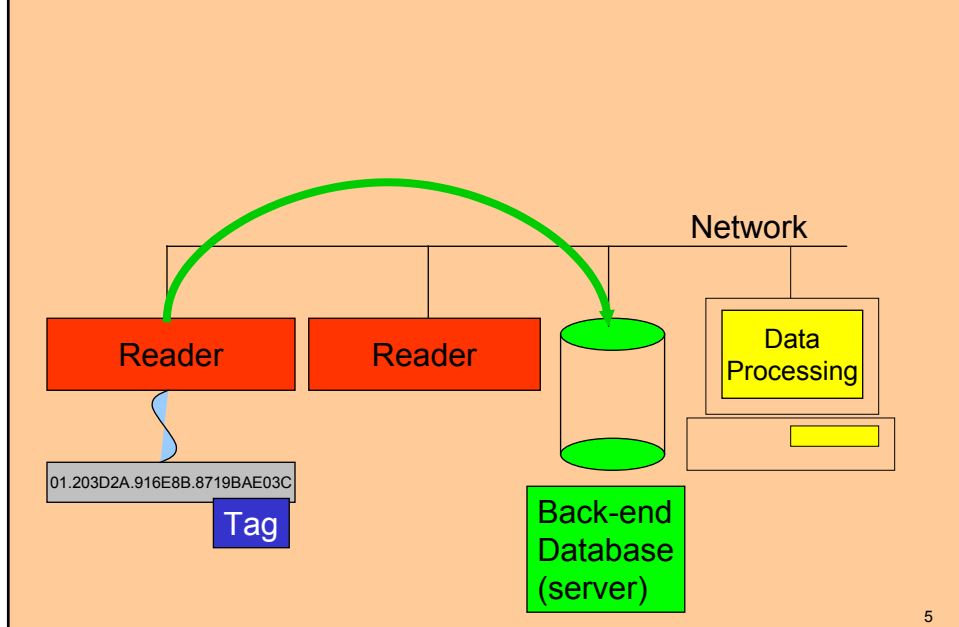 Network
Reader
Reader
Data
Processing
01.203D2A.916E8B.8719BAE03C
Tag
Back-end
Database
(server)
5